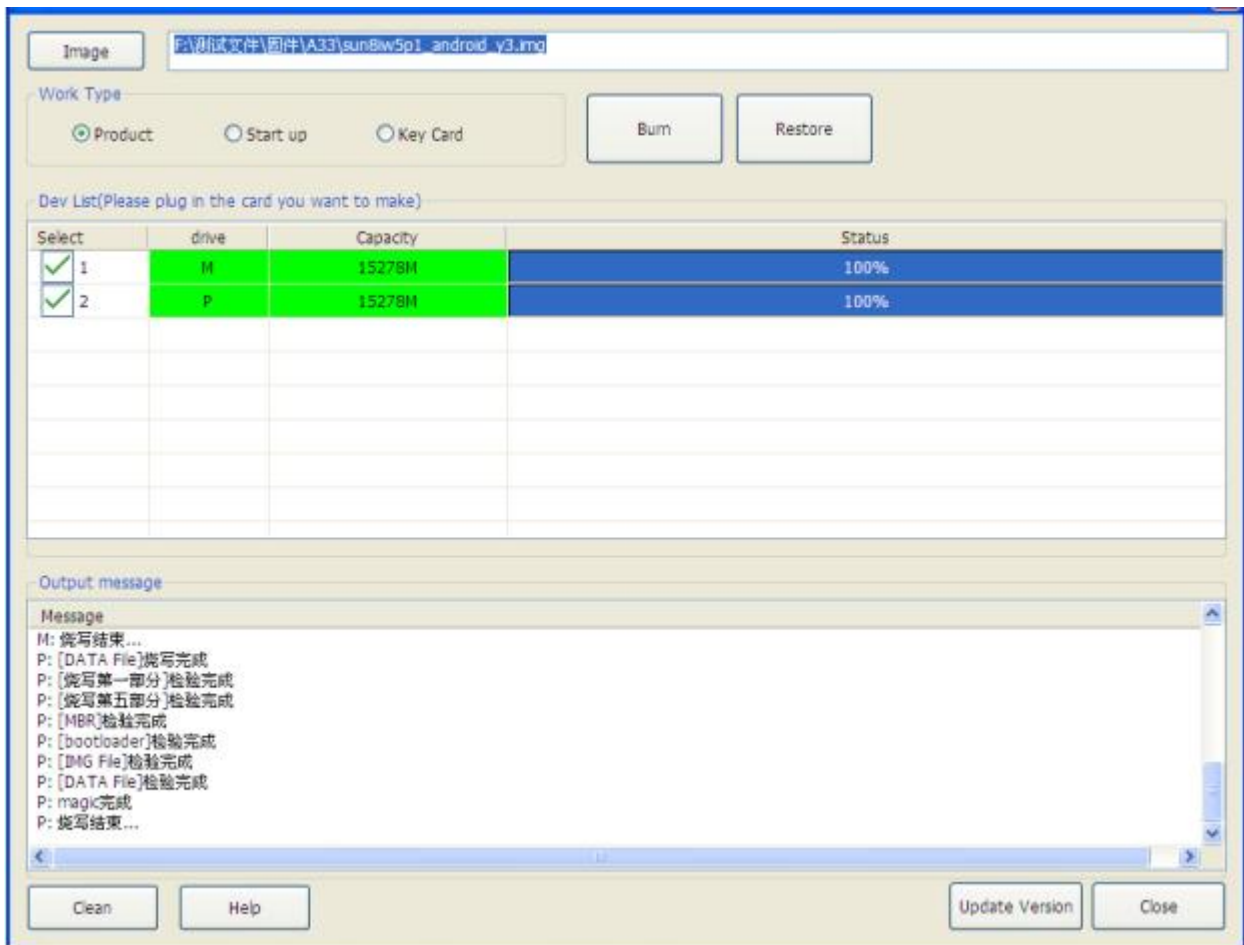 Image
F:\测试文件\固件\A33\sun8iw5p1_android_y3.img
Work Type
Product Start up Key Card
Burn Restore
Dev List(Please plug in the card you want to make)
Select drive Capacity Status
1 M 15278M 100%
2 P 15278M 100%
Output message
Message
M: 烧写结束...
P: [DATA File]烧写完成
P: [烧写第一部分]检验完成
P: [烧写第五部分]检验完成
P: [MBR]检验完成
P: [bootloader]检验完成
P: [IMG File]检验完成
P: [DATA File]检验完成
P: magic完成
P: 烧写结束...
Clean Help Update Version Close